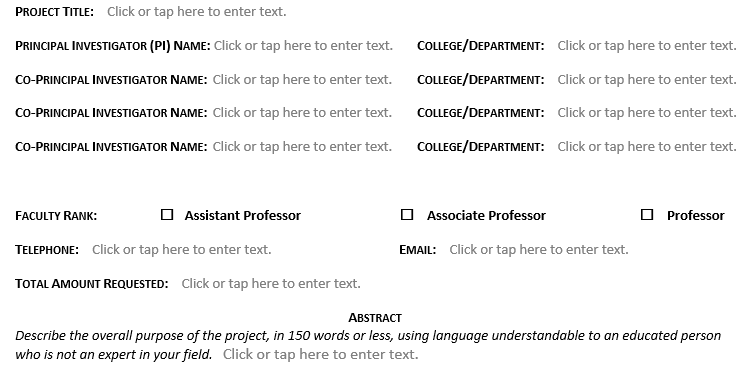 PROJECT TITLE: Click or tap here to enter text.
PRINCIPAL INVESTIGATOR (PI) NAME: Click or tap here to enter text. COLLEGE/DEPARTMENT: Click or tap here to enter text.
CO-PRINCIPAL INVESTIGATOR NAME: Click or tap here to enter text. COLLEGE/DEPARTMENT: Click or tap here to enter text.
CO-PRINCIPAL INVESTIGATOR NAME: Click or tap here to enter text. COLLEGE/DEPARTMENT: Click or tap here to enter text.
CO-PRINCIPAL INVESTIGATOR NAME: Click or tap here to enter text. COLLEGE/DEPARTMENT: Click or tap here to enter text.
FACULTY RANK: ☐ Assistant Professor ☐ Associate Professor ☐ Professor
TELEPHONE: Click or tap here to enter text. EMAIL: Click or tap here to enter text.
TOTAL AMOUNT REQUESTED: Click or tap here to enter text.
ABSTRACT
Describe the overall purpose of the project, in 150 words or less, using language understandable to an educated person
who is not an expert in your field. Click or tap here to enter text.